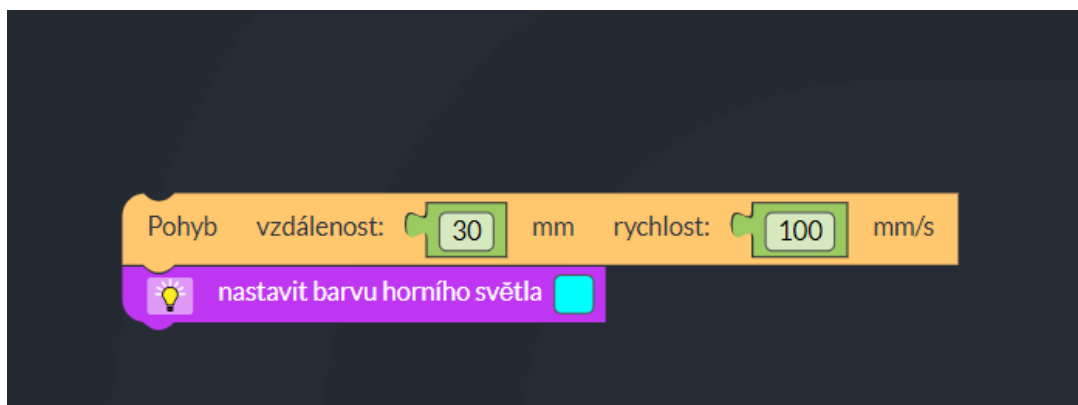 Pohyb vzdálenost: 30 mm rychlost: 100 mm/s
nastavit barvu horního světla